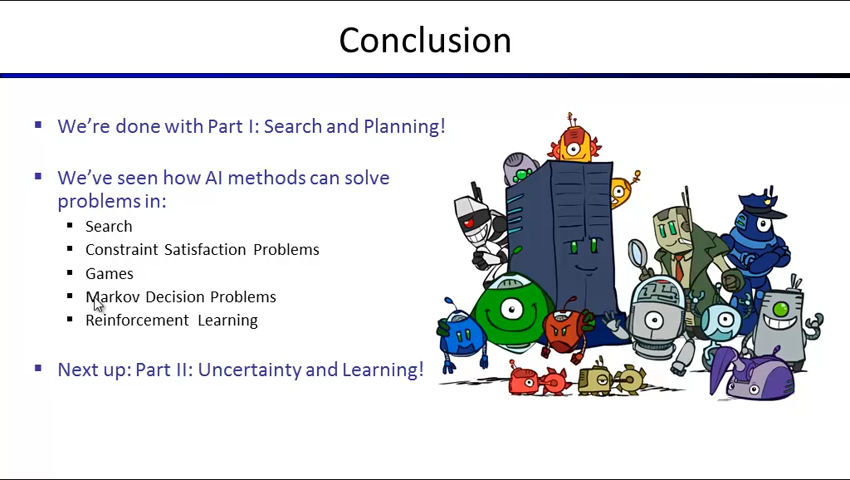 Conclusion
We're done with Part I: Search and Planning!
We've seen how AI methods can solve
problems in:
Search
Constraint Satisfaction Problems
Games
Markov Decision Problems
Reinforcement Learning
Next up: Part II: Uncertainty and Learning!